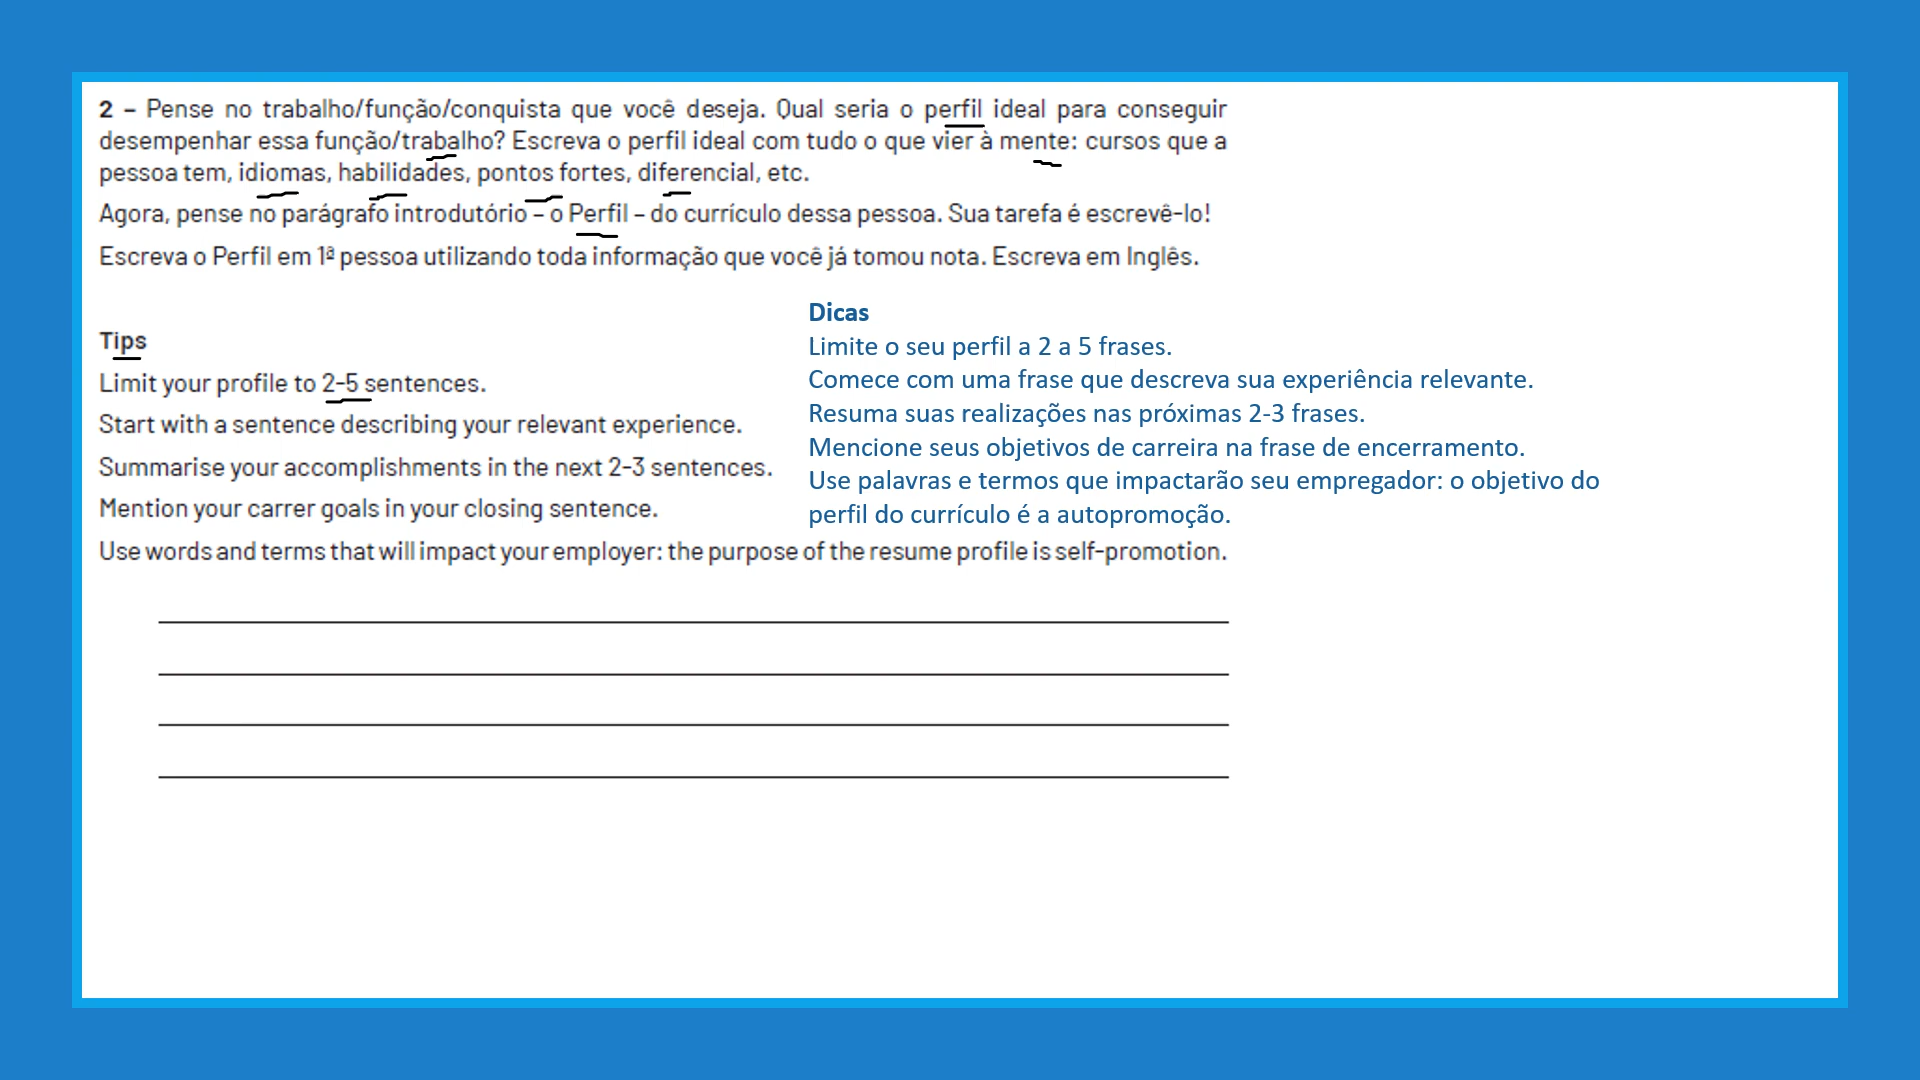 2 – Pense no trabalho/função/conquista que você deseja. Qual seria o perfil ideal para conseguir
desempenhar essa função/trabalho? Escreva o perfil ideal com tudo o que vier à mente: cursos que a
pessoa tem, idiomas, habilidades, pontos fortes, diferencial, etc.
Agora, pense no parágrafo introdutório – o Perfil – do currículo dessa pessoa. Sua tarefa é escrevê-lo!
Escreva o Perfil em 1ª pessoa utilizando toda informação que você já tomou nota. Escreva em Inglês.
Tips
Limit your profile to 2-5 sentences.
Start with a sentence describing your relevant experience.
Summarise your accomplishments in the next 2-3 sentences.
Mention your carrer goals in your closing sentence.
Use words and terms that will impact your employer: the purpose of the resume profile is self-promotion.
Dicas
Limite o seu perfil a 2 a 5 frases.
Comece com uma frase que descreva sua experiência relevante.
Resuma suas realizações nas próximas 2-3 frases.
Mencione seus objetivos de carreira na frase de encerramento.
Use palavras e termos que impactarão seu empregador: o objetivo do
perfil do currículo é a autopromoção.